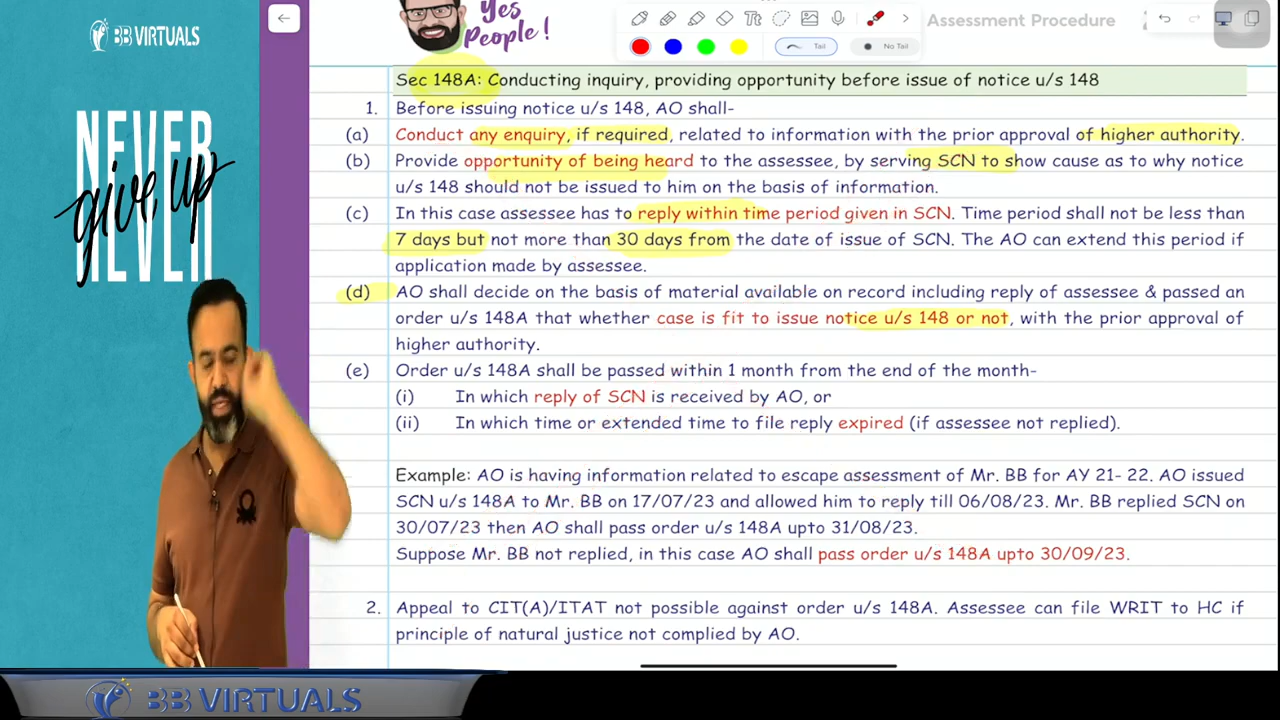 BB VIRTUALS
Yes
People!
Tt
Assessment Procedure
Tail
No Tail
NEVER
give up
NEVER
Sec 148A: Conducting inquiry, providing opportunity before issue of notice u/s 148
1. Before issuing notice u/s 148, AO shall-
(a) Conduct any enquiry, if required, related to information with the prior approval of higher authority.
(b) Provide opportunity of being heard to the assessee, by serving SCN to show cause as to why notice
u/s 148 should not be issued to him on the basis of information.
(c) In this case assessee has to reply within time period given in SCN. Time period shall not be less than
7 days but not more than 30 days from the date of issue of SCN. The AO can extend this period if
application made by assessee.
(d) AO shall decide on the basis of material available on record including reply of assessee & passed an
order u/s 148A that whether case is fit to issue notice u/s 148 or not, with the prior approval of
higher authority.
(e) Order u/s 148A shall be passed within 1 month from the end of the month-
(i) In which reply of SCN is received by AO, or
(ii) In which time or extended time to file reply expired (if assessee not replied).
Example: AO is having information related to escape assessment of Mr. BB for AY 21- 22. AO issued
SCN u/s 148A to Mr. BB on 17/07/23 and allowed him to reply till 06/08/23. Mr. BB replied SCN on
30/07/23 then AO shall pass order u/s 148A upto 31/08/23.
Suppose Mr. BB not replied, in this case AO shall pass order u/s 148A upto 30/09/23.
2. Appeal to CIT(A)/ITAT not possible against order u/s 148A. Assessee can file WRIT to HC if
principle of natural justice not complied by AO.
BB VIRTUALS